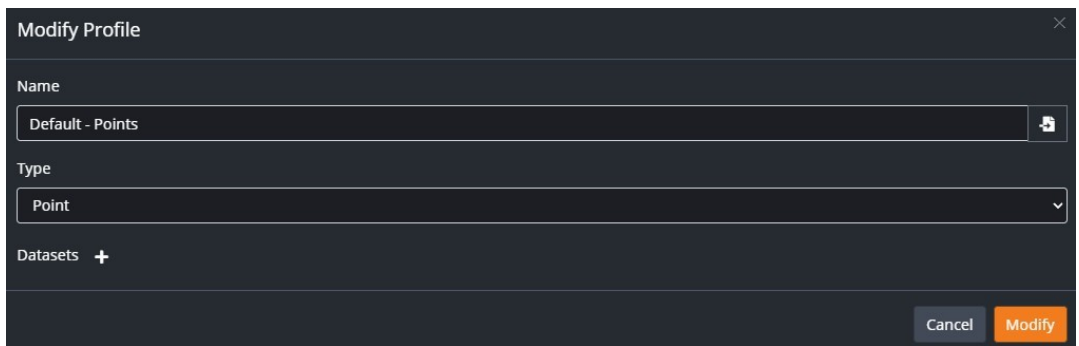 Modify Profile
Name
Default - Points
Type
Point
Datasets
Cancel Modify